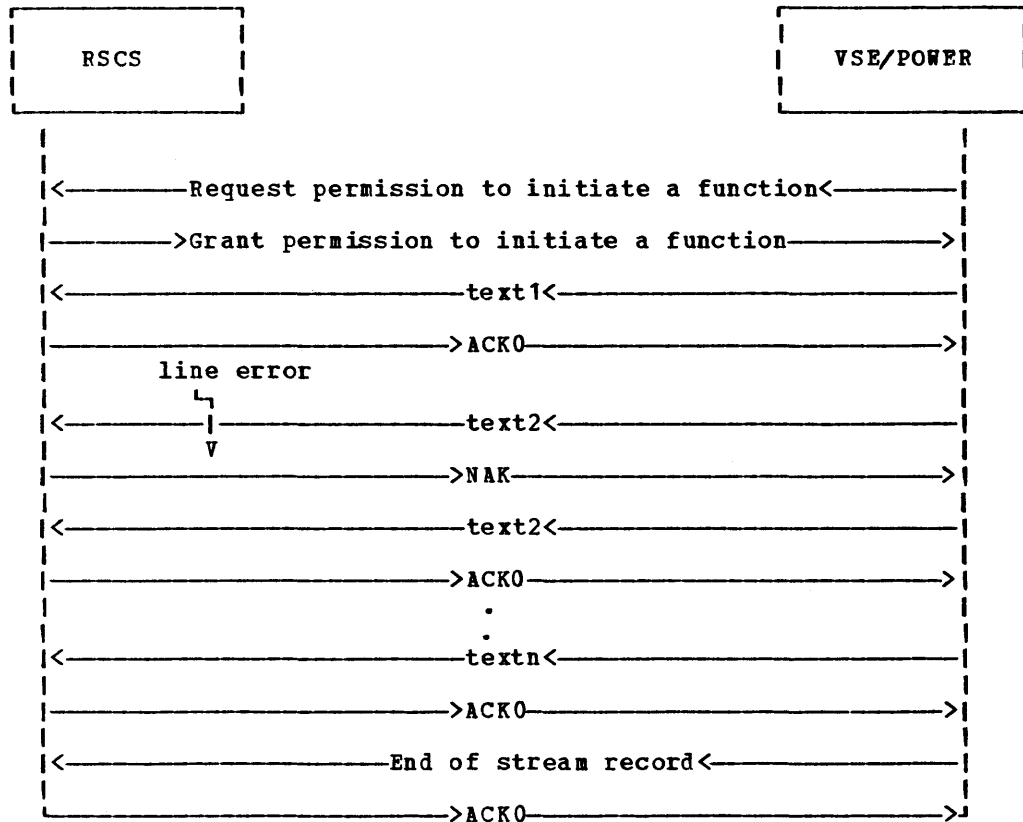 RSCS
VSE/POWER
Request permission to initiate a function
Grant permission to initiate a function
text1
ACK0
line error
text2
NAK
text2
ACK0
.
.
textn
ACK0
End of stream record
ACK0